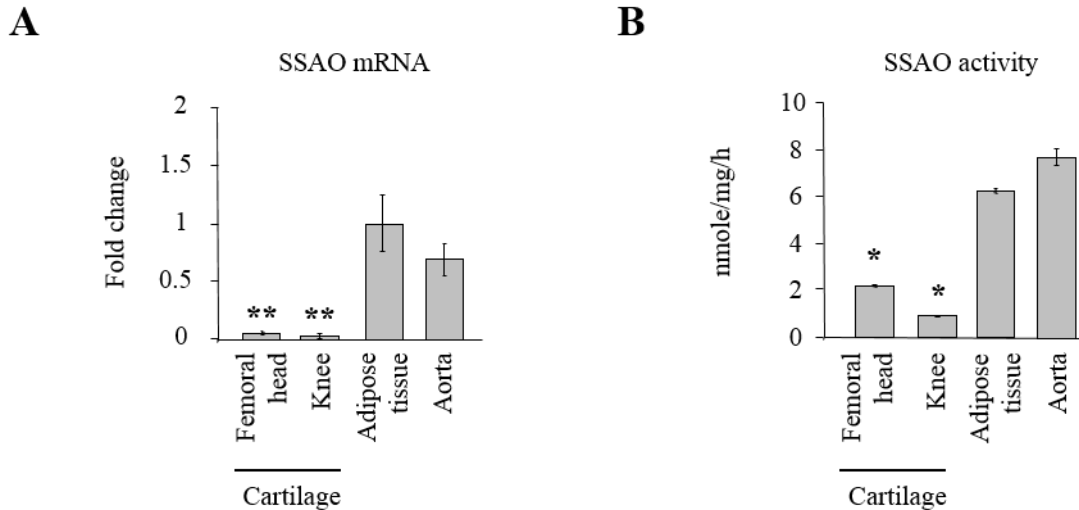 A
SSAO mRNA
Fold change
2
1.5
1
0.5
0
**
**
Femoral
head
Knee
Adipose
tissue
Aorta
Cartilage
B
SSAO activity
nmole/mg/h
10
8
6
4
2
0
*
*
Femoral
head
Knee
Adipose
tissue
Aorta
Cartilage